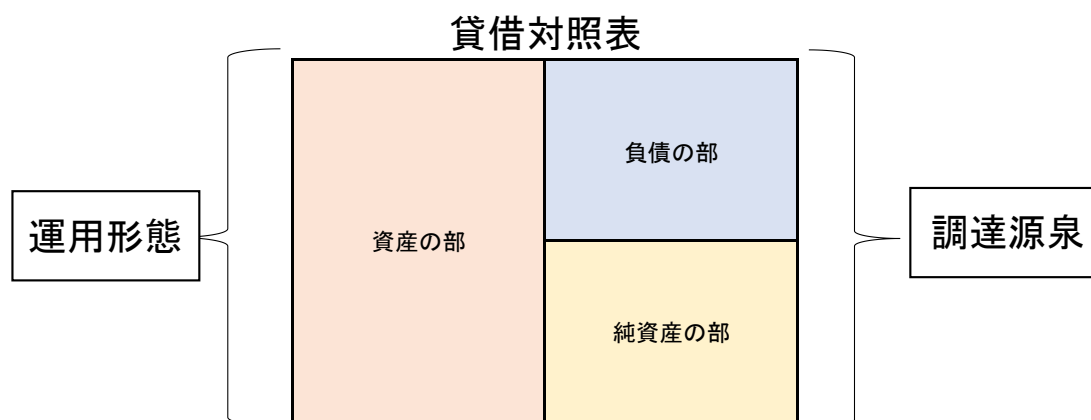 貸借対照表
運用形態
資産の部
負債の部
純資産の部
調達源泉